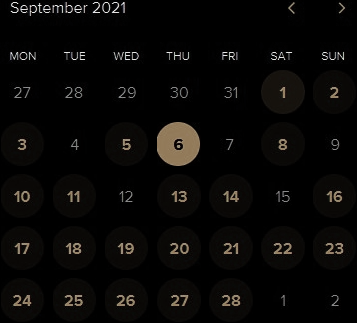 September 2021
MON TUE WED THU FRI SAT SUN
27 28 29 30 31 1 2
3 4 5 6 7 8 9
10 11 12 13 14 15 16
17 18 19 20 21 22 23
24 25 26 27 28 1 2